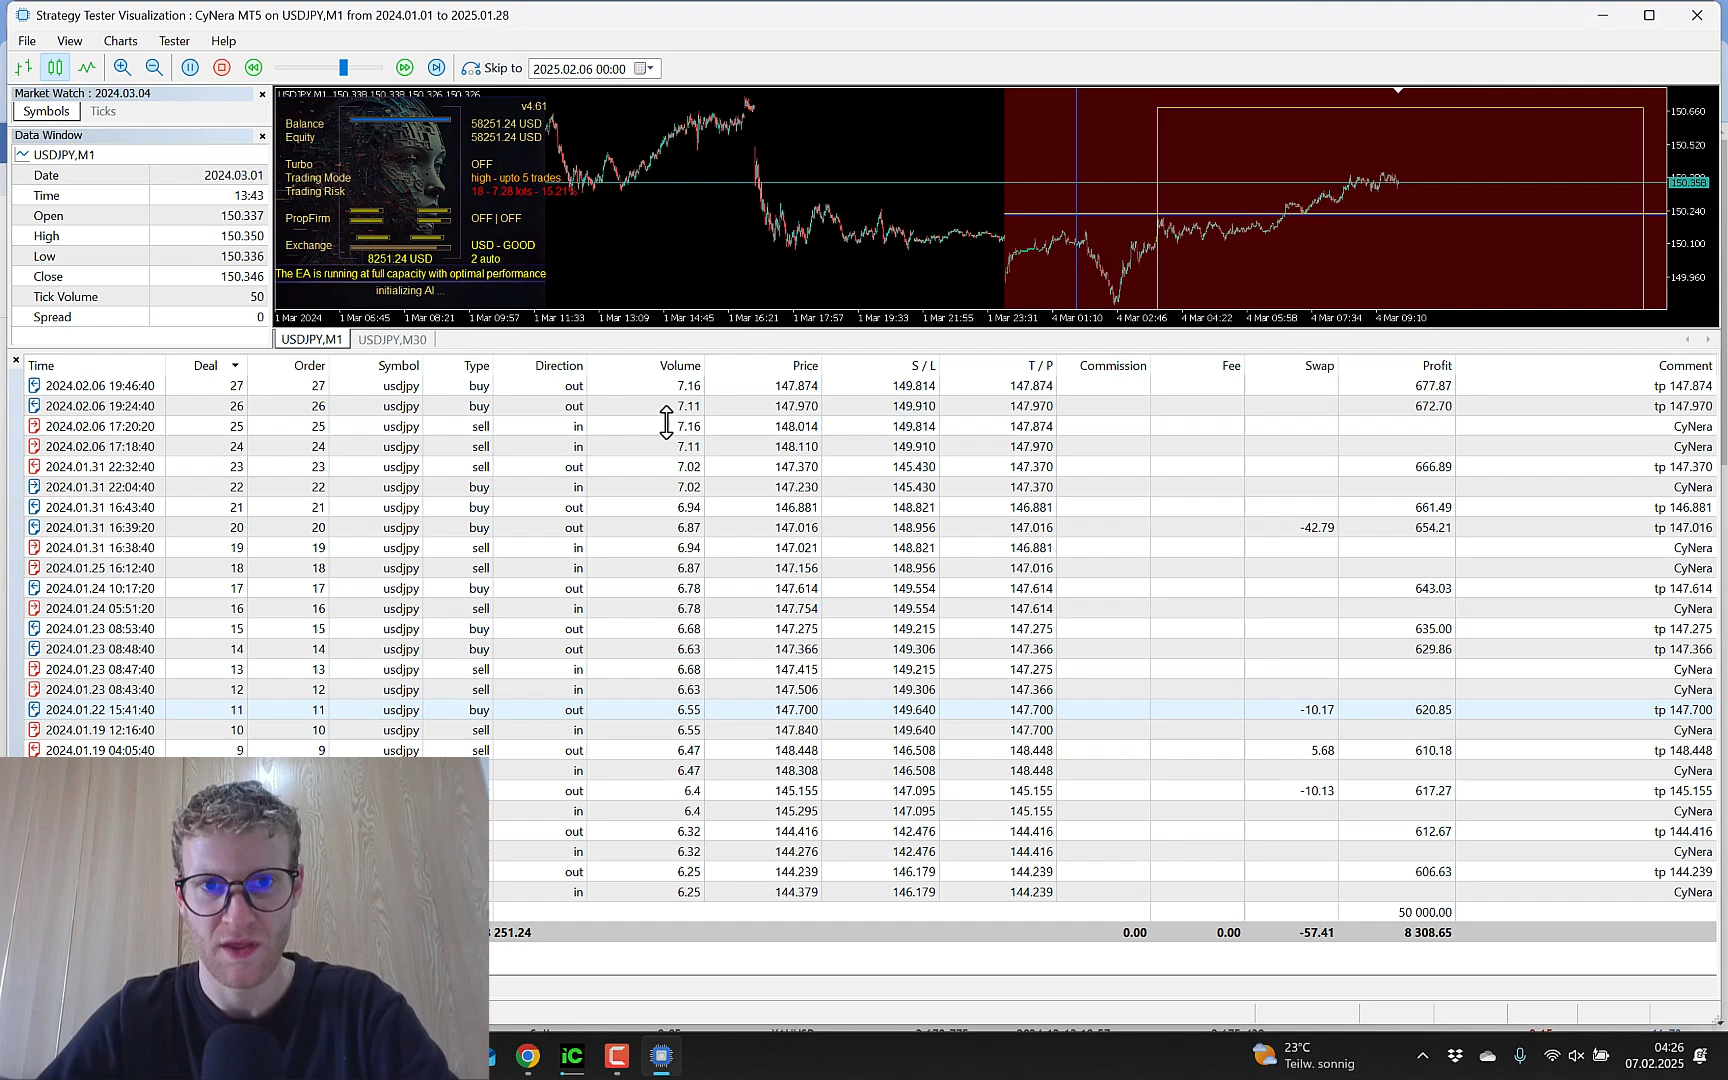 Strategy Tester Visualization : CyNera MT5 on USDJPY,M1 from 2024.01.01 to 2025.01.28
File View Charts Tester Help
Skip to 2025.02.06 00:00
Market Watch : 2024.03.04
Symbols Ticks
Data Window
USDJPY,M1
Date 2024.03.01
Time 13:43
Open 150.337
High 150.350
Low 150.336
Close 150.346
Tick Volume 50
Spread 0
USDJPY,M1 150.338 150.338 150.326 150.326
v4.61
Balance 58251.24 USD
Equity 58251.24 USD
Turbo OFF
Trading Mode high - upto 5 trades
Trading Risk 18 - 7.28 lots - 15.21%
PropFirm OFF | OFF
Exchange USD - GOOD
8251.24 USD 2 auto
The EA is running at full capacity with optimal performance
initializing AI ...
150.660
150.520
150.358
150.240
150.100
149.960
1 Mar 2024 1 Mar 06:45 1 Mar 08:21 1 Mar 09:57 1 Mar 11:33 1 Mar 13:09 1 Mar 14:45 1 Mar 16:21 1 Mar 17:57 1 Mar 19:33 1 Mar 21:55 1 Mar 23:31 4 Mar 01:10 4 Mar 02:46 4 Mar 04:22 4 Mar 05:58 4 Mar 07:34 4 Mar 09:10
USDJPY,M1 USDJPY,M30
Time Deal Order Symbol Type Direction Volume Price S / L T / P Commission Fee Swap Profit Comment
2024.02.06 19:46:40 27 27 usdjpy buy out 7.16 147.874 149.814 147.874 677.87 tp 147.874
2024.02.06 19:24:40 26 26 usdjpy buy out 7.11 147.970 149.910 147.970 672.70 tp 147.970
2024.02.06 17:20:20 25 25 usdjpy sell in 7.16 148.014 149.814 147.874 CyNera
2024.02.06 17:18:40 24 24 usdjpy sell in 7.11 148.110 149.910 147.970 CyNera
2024.01.31 22:32:40 23 23 usdjpy sell out 7.02 147.370 145.430 147.370 666.89 tp 147.370
2024.01.31 22:04:40 22 22 usdjpy buy in 7.02 147.230 145.430 147.370 CyNera
2024.01.31 16:43:40 21 21 usdjpy buy out 6.94 146.881 148.821 146.881 661.49 tp 146.881
2024.01.31 16:39:20 20 20 usdjpy buy out 6.87 147.016 148.956 147.016 -42.79 654.21 tp 147.016
2024.01.31 16:38:40 19 19 usdjpy sell in 6.94 147.021 148.821 146.881 CyNera
2024.01.25 16:12:40 18 18 usdjpy sell in 6.87 147.156 148.956 147.016 CyNera
2024.01.24 10:17:20 17 17 usdjpy buy out 6.78 147.614 149.554 147.614 643.03 tp 147.614
2024.01.24 05:51:20 16 16 usdjpy sell in 6.78 147.754 149.554 147.614 CyNera
2024.01.23 08:53:40 15 15 usdjpy buy out 6.68 147.275 149.215 147.275 635.00 tp 147.275
2024.01.23 08:48:40 14 14 usdjpy buy out 6.63 147.366 149.306 147.366 629.86 tp 147.366
2024.01.23 08:47:40 13 13 usdjpy sell in 6.68 147.415 149.215 147.275 CyNera
2024.01.23 08:43:40 12 12 usdjpy sell in 6.63 147.506 149.306 147.366 CyNera
2024.01.22 15:41:40 11 11 usdjpy buy out 6.55 147.700 149.640 147.700 -10.17 620.85 tp 147.700
2024.01.19 12:16:40 10 10 usdjpy sell in 6.55 147.840 149.640 147.700 CyNera
2024.01.19 04:05:40 9 9 usdjpy sell out 6.47 148.448 146.508 148.448 5.68 610.18 tp 148.448
in 6.47 148.308 146.508 148.448 CyNera
out 6.4 145.155 147.095 145.155 -10.13 617.27 tp 145.155
in 6.4 145.295 147.095 145.155 CyNera
out 6.32 144.416 142.476 144.416 612.67 tp 144.416
in 6.32 144.276 142.476 144.416 CyNera
out 6.25 144.239 146.179 144.239 606.63 tp 144.239
in 6.25 144.379 146.179 144.239 CyNera
50 000.00
251.24 0.00 0.00 -57.41 8 308.65
iC
23°C
Teilw. sonnig
04:26
07.02.2025